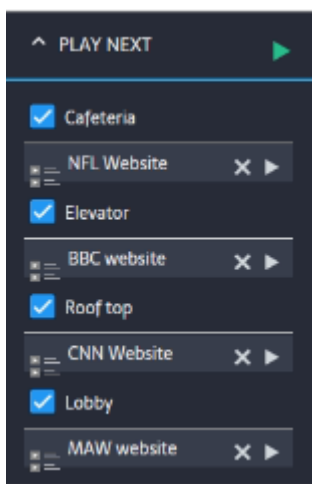 PLAY NEXT
Cafeteria
NFL Website
Elevator
BBC website
Roof top
CNN Website
Lobby
MAW website